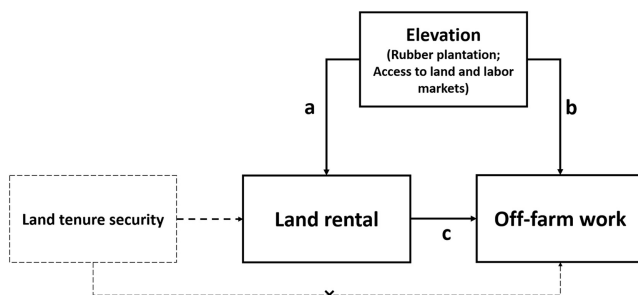 Elevation
(Rubber plantation;
Access to land and labor
markets)
a
b
Land tenure security
Land rental
c
Off-farm work
×